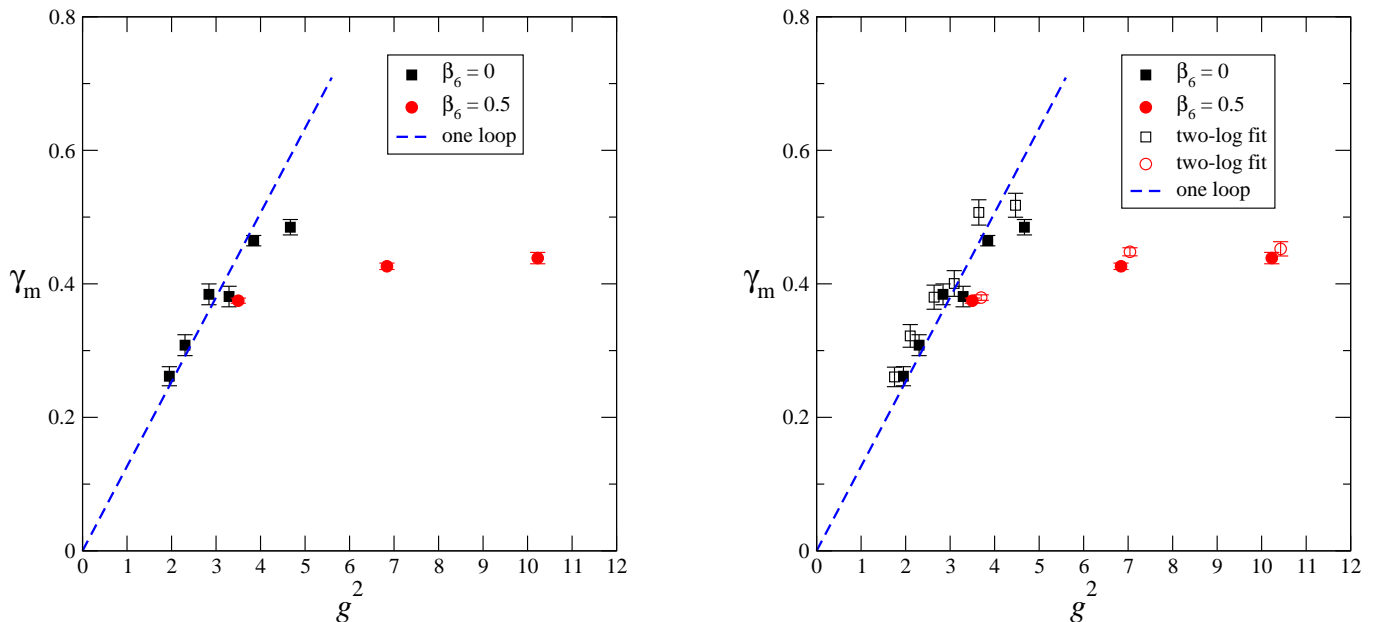 0.8
0.6
0.4
0.2
0
γm
0 1 2 3 4 5 6 7 8 9 10 11 12
g²
β₆ = 0
β₆ = 0.5
one loop
0.8
0.6
0.4
0.2
0
γm
0 1 2 3 4 5 6 7 8 9 10 11 12
g²
β₆ = 0
β₆ = 0.5
two-log fit
two-log fit
one loop